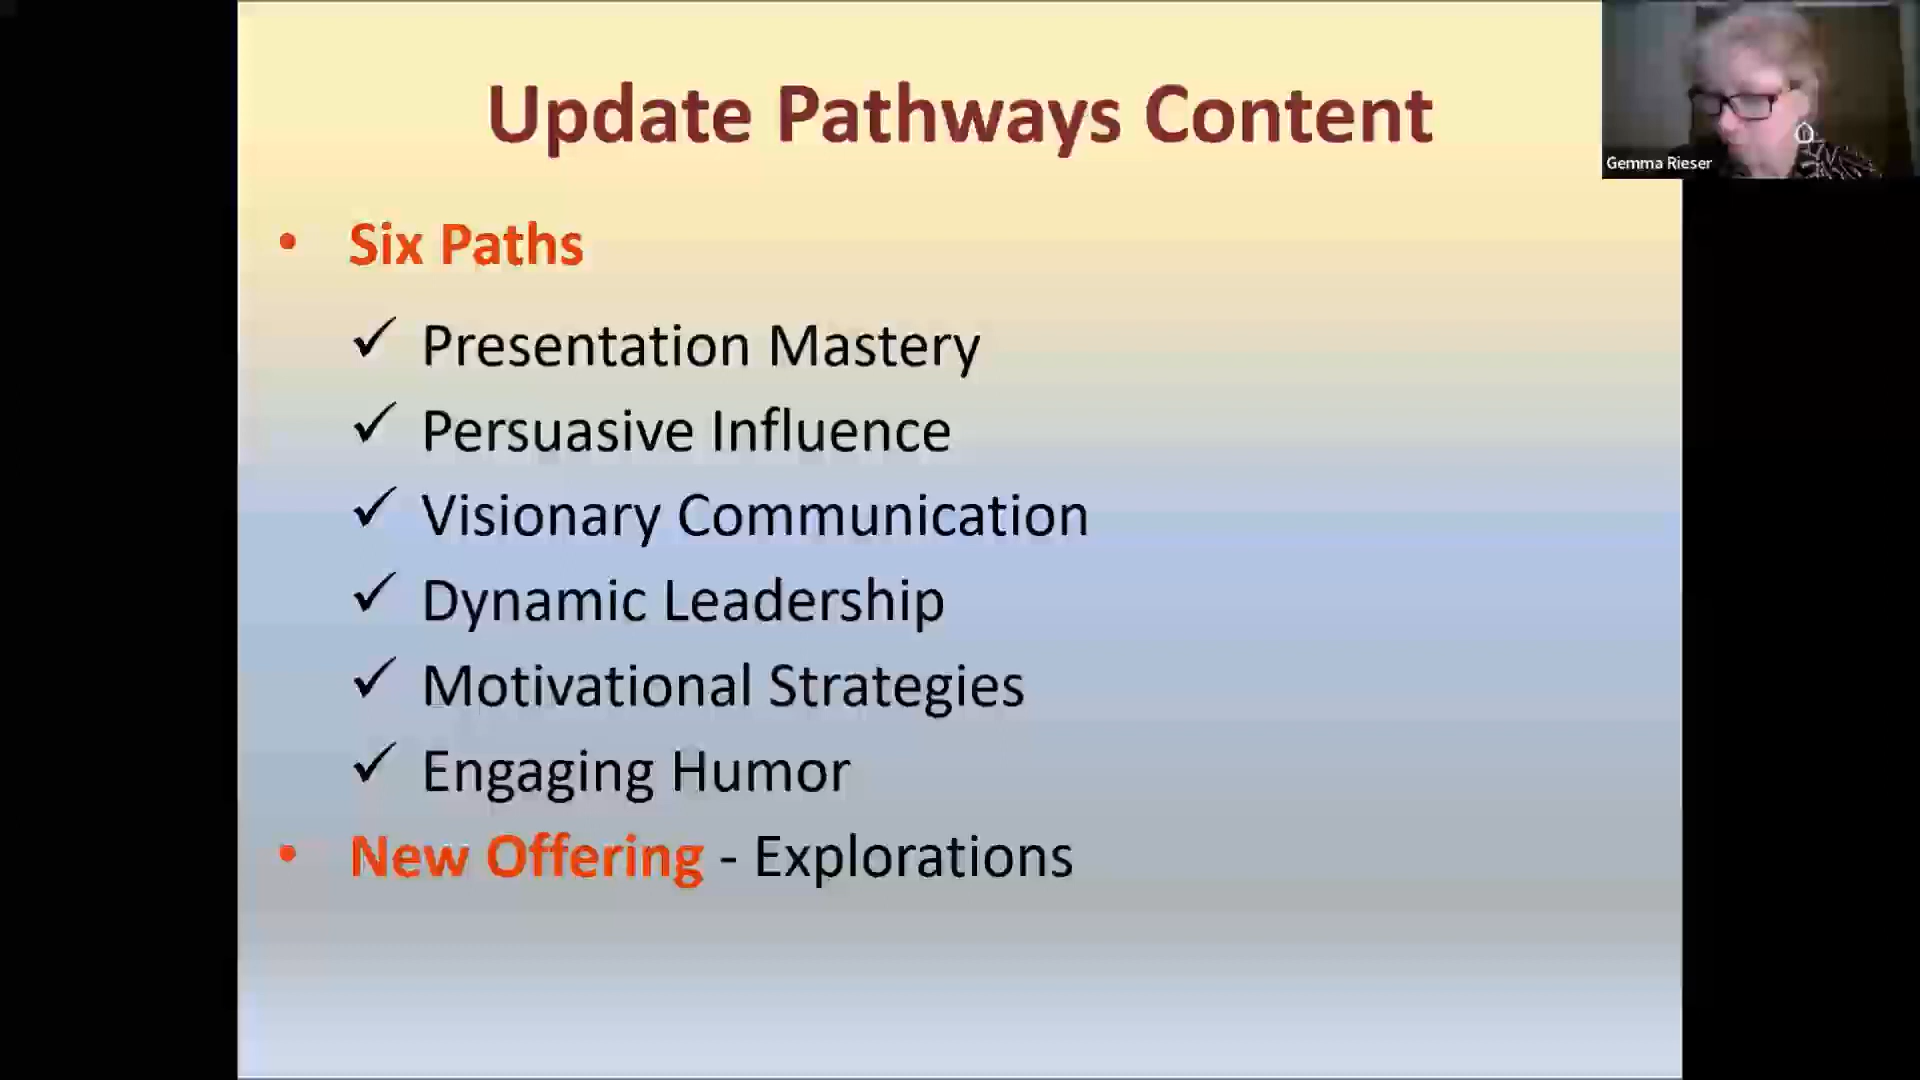 Update Pathways Content
Gemma Rieser
• Six Paths
✓ Presentation Mastery
✓ Persuasive Influence
✓ Visionary Communication
✓ Dynamic Leadership
✓ Motivational Strategies
✓ Engaging Humor
• New Offering - Explorations